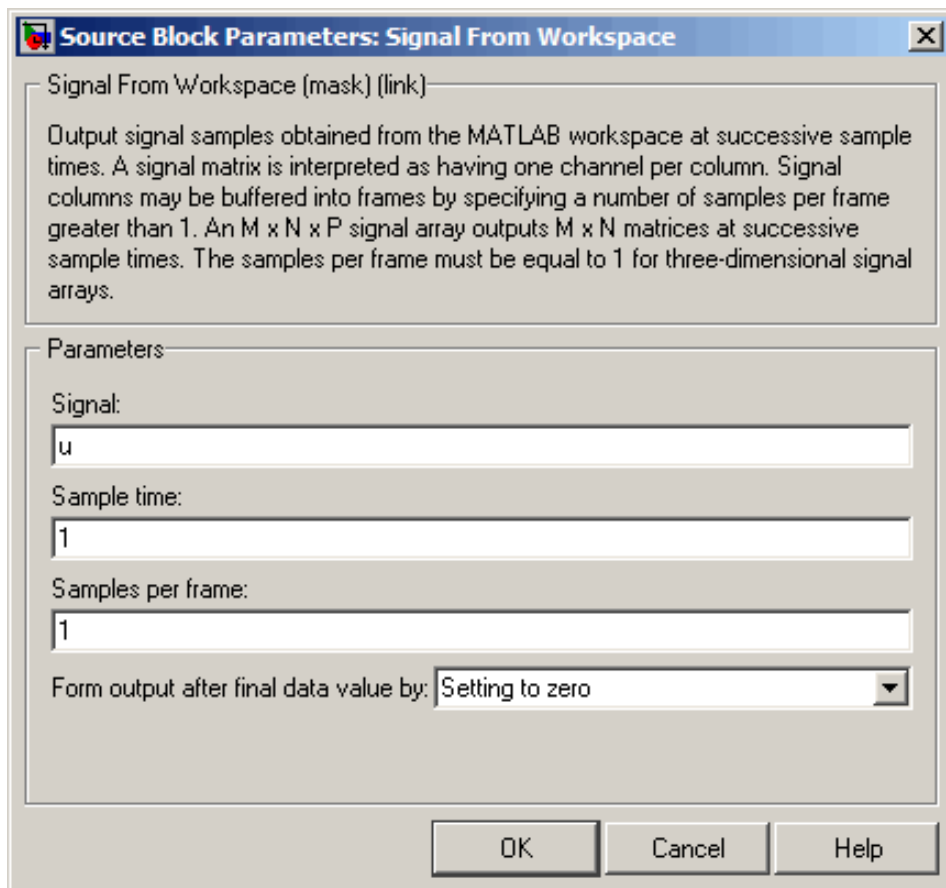 Source Block Parameters: Signal From Workspace
Signal From Workspace (mask) (link)
Output signal samples obtained from the MATLAB workspace at successive sample
times. A signal matrix is interpreted as having one channel per column. Signal
columns may be buffered into frames by specifying a number of samples per frame
greater than 1. An M x N x P signal array outputs M x N matrices at successive
sample times. The samples per frame must be equal to 1 for three-dimensional signal
arrays.
Parameters
Signal:
u
Sample time:
1
Samples per frame:
1
Form output after final data value by: Setting to zero
OK Cancel Help